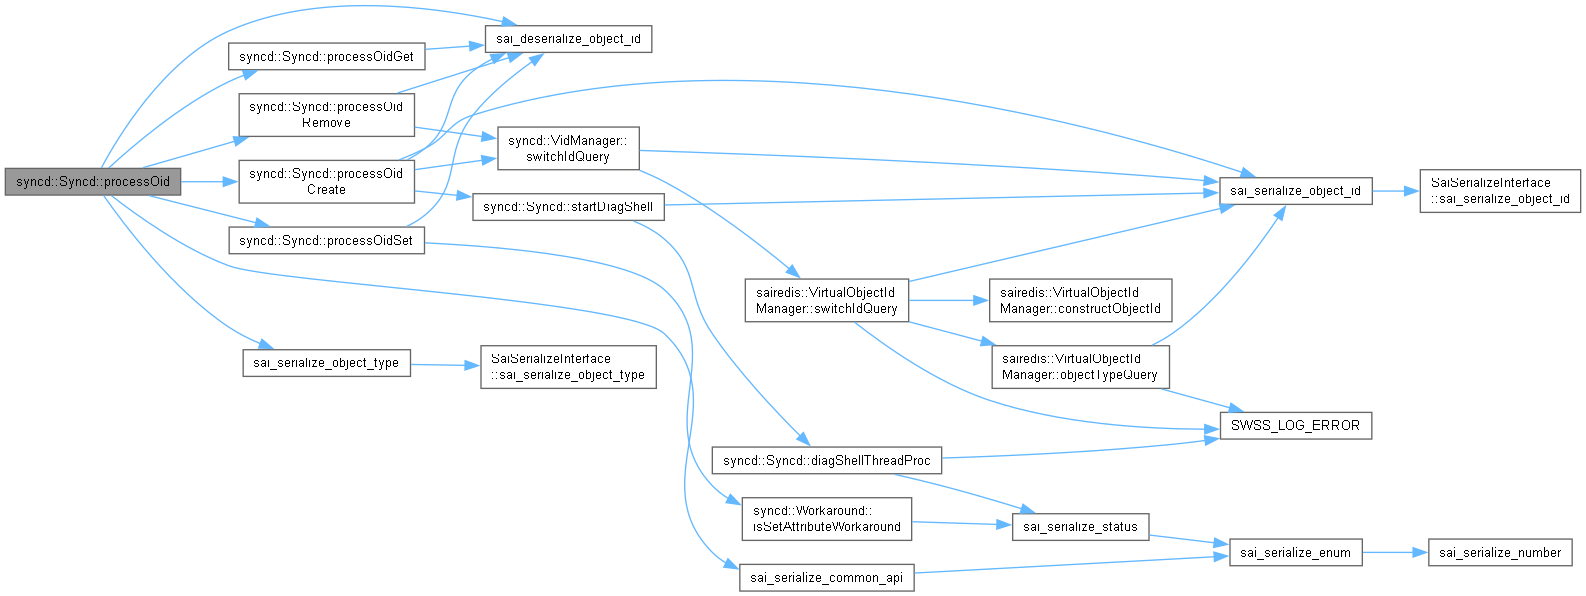 syncd::Syncd::processOid
sai_deserialize_object_id
syncd::Syncd::processOidGet
syncd::Syncd::processOid
Remove
syncd::VidManager::
switchIdQuery
syncd::Syncd::processOid
Create
sai_serialize_object_id
SaiSerializeInterface
::sai_serialize_object_id
syncd::Syncd::startDiagShell
syncd::Syncd::processOidSet
sairedis::VirtualObjectId
Manager::switchIdQuery
sairedis::VirtualObjectId
Manager::constructObjectId
sai_serialize_object_type
SaiSerializeInterface
::sai_serialize_object_type
sairedis::VirtualObjectId
Manager::objectTypeQuery
SWSS_LOG_ERROR
syncd::Syncd::diagShellThreadProc
syncd::Workaround::
isSetAttributeWorkaround
sai_serialize_status
sai_serialize_enum
sai_serialize_number
sai_serialize_common_api